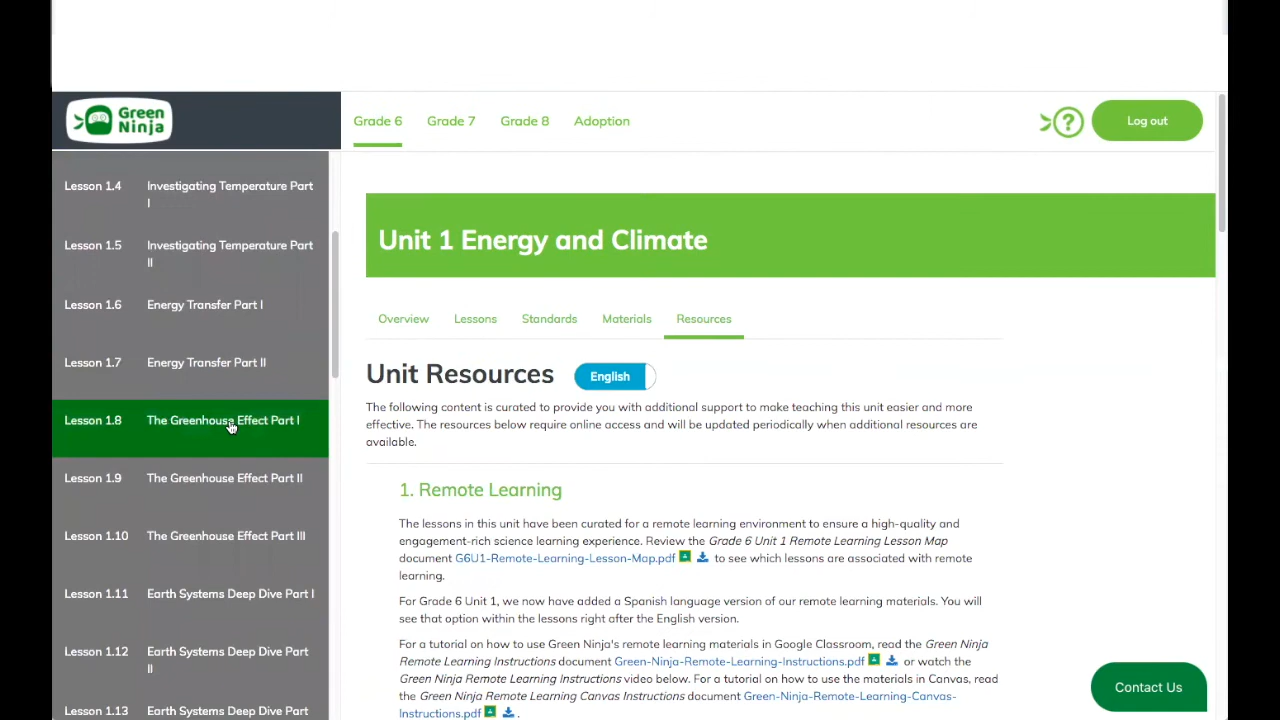 Green
Ninja
Grade 6
Grade 7
Grade 8
Adoption
?
Log out
Lesson 1.4
Investigating Temperature Part
I
Lesson 1.5
Investigating Temperature Part
II
Lesson 1.6
Energy Transfer Part I
Lesson 1.7
Energy Transfer Part II
Lesson 1.8
The Greenhouse Effect Part I
Lesson 1.9
The Greenhouse Effect Part II
Lesson 1.10
The Greenhouse Effect Part III
Lesson 1.11
Earth Systems Deep Dive Part I
Lesson 1.12
Earth Systems Deep Dive Part
II
Lesson 1.13
Earth Systems Deep Dive Part
Unit 1 Energy and Climate
Overview
Lessons
Standards
Materials
Resources
Unit Resources
English
The following content is curated to provide you with additional support to make teaching this unit easier and more
effective. The resources below require online access and will be updated periodically when additional resources are
available.
1. Remote Learning
The lessons in this unit have been curated for a remote learning environment to ensure a high-quality and
engagement-rich science learning experience. Review the Grade 6 Unit 1 Remote Learning Lesson Map
document G6U1-Remote-Learning-Lesson-Map.pdf to see which lessons are associated with remote
learning.
For Grade 6 Unit 1, we now have added a Spanish language version of our remote learning materials. You will
see that option within the lessons right after the English version.
For a tutorial on how to use Green Ninja's remote learning materials in Google Classroom, read the Green Ninja
Remote Learning Instructions document Green-Ninja-Remote-Learning-Instructions.pdf or watch the
Green Ninja Remote Learning Instructions video below. For a tutorial on how to use the materials in Canvas, read
the Green Ninja Remote Learning Canvas Instructions document Green-Ninja-Remote-Learning-Canvas-
Instructions.pdf .
Contact Us